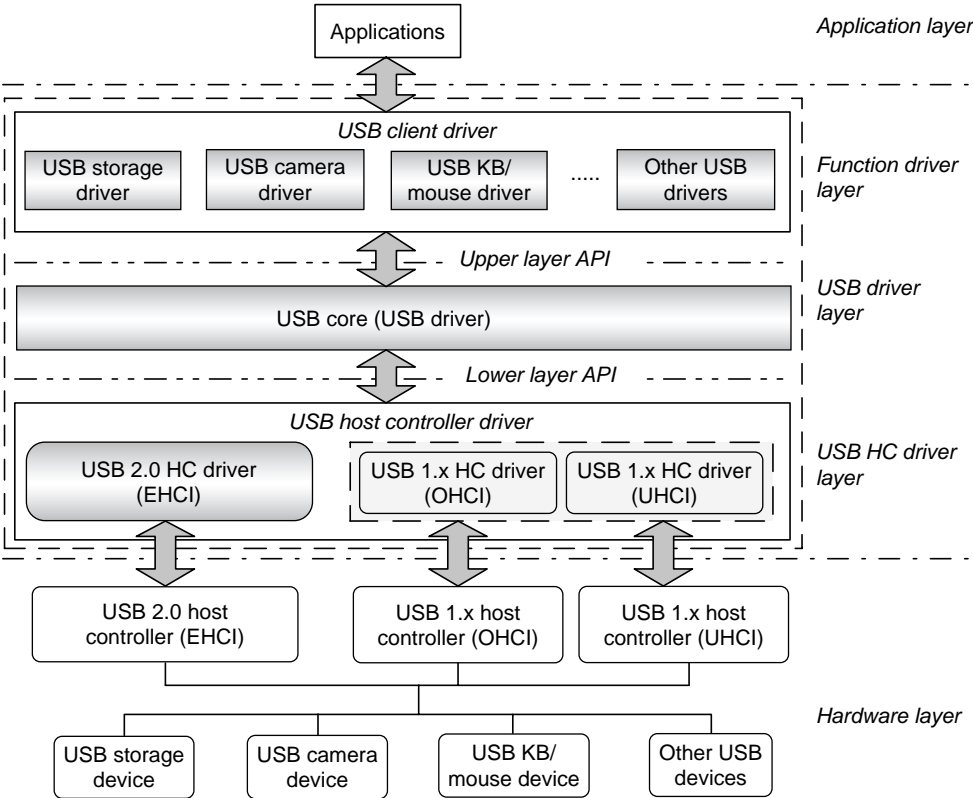 Applications
Application layer
USB client driver
USB storage
driver
USB camera
driver
USB KB/
mouse driver
.....
Other USB
drivers
Function driver
layer
Upper layer API
USB core (USB driver)
USB driver
layer
Lower layer API
USB host controller driver
USB 2.0 HC driver
(EHCI)
USB 1.x HC driver
(OHCI)
USB 1.x HC driver
(UHCI)
USB HC driver
layer
USB 2.0 host
controller (EHCI)
USB 1.x host
controller (OHCI)
USB 1.x host
controller (UHCI)
Hardware layer
USB storage
device
USB camera
device
USB KB/
mouse device
Other USB
devices